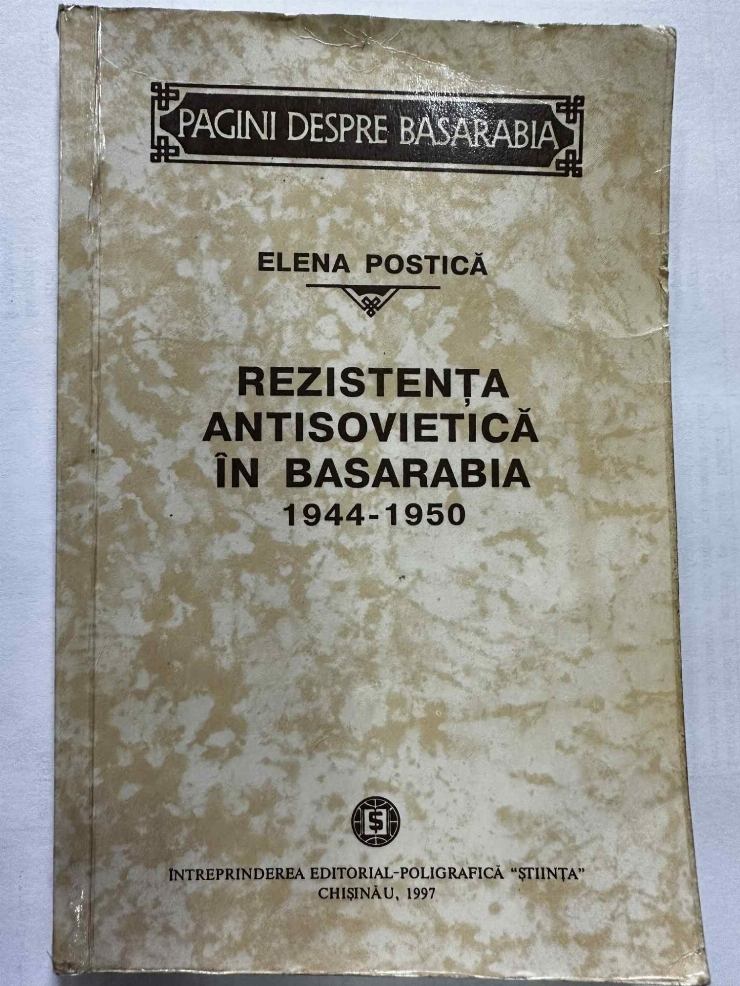 PAGINI DESPRE BASARABIA
ELENA POSTICĂ
REZISTENȚA
ANTISOVIETICĂ
ÎN BASARABIA
1944-1950
Ș
ÎNTREPRINDEREA EDITORIAL-POLIGRAFICĂ "ȘTIINȚA"
CHIȘINĂU, 1997